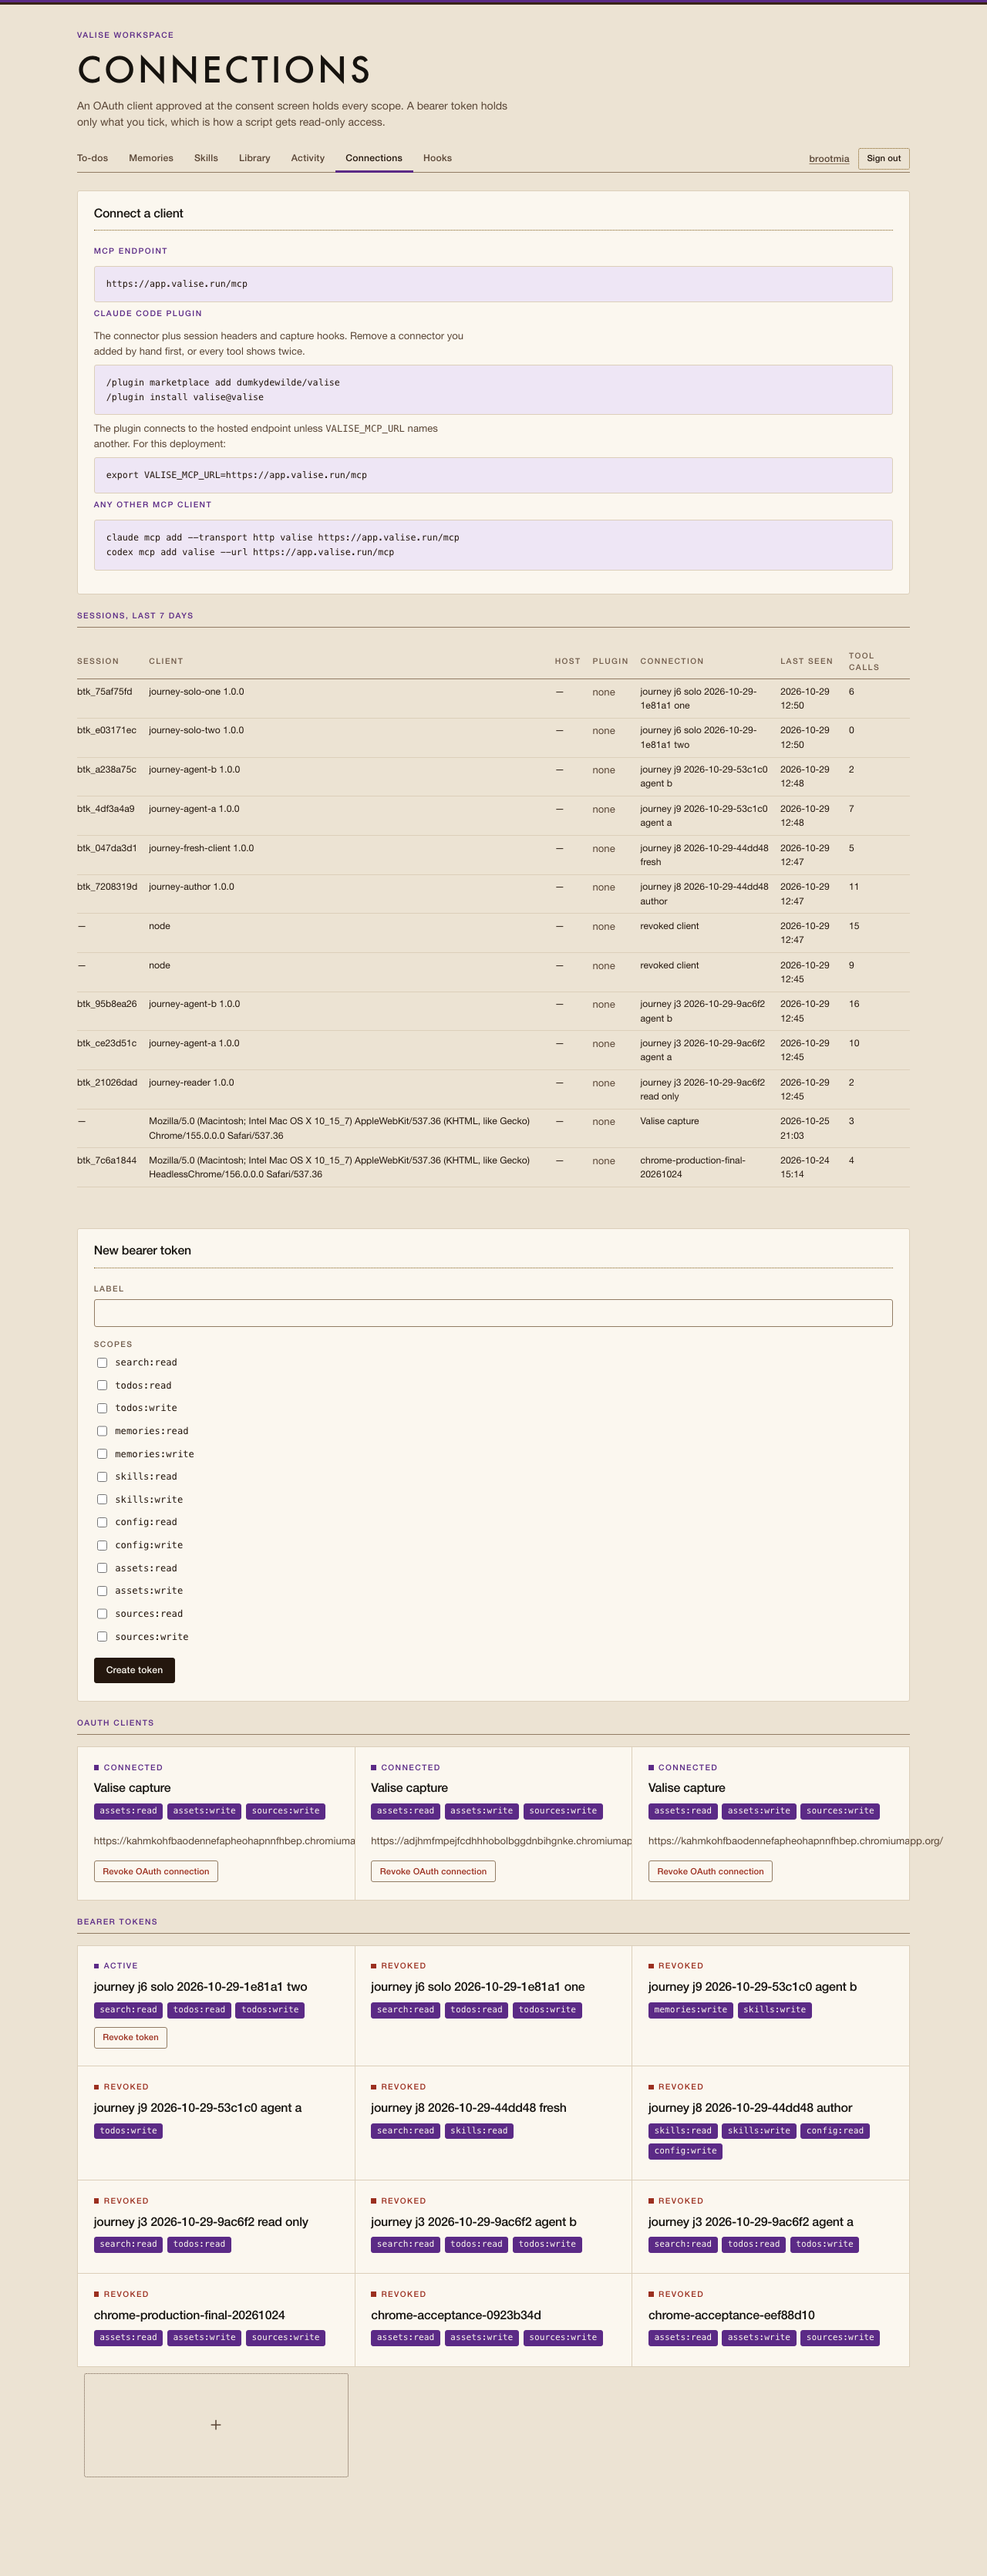 VALISE WORKSPACE
CONNECTIONS
An OAuth client approved at the consent screen holds every scope. A bearer token holds
only what you tick, which is how a script gets read-only access.
To-dos Memories Skills Library Activity Connections Hooks brootmia Sign out
Connect a client
MCP ENDPOINT
https://app.valise.run/mcp
CLAUDE CODE PLUGIN
The connector plus session headers and capture hooks. Remove a connector you
added by hand first, or every tool shows twice.
/plugin marketplace add dumkydewilde/valise
/plugin install valise@valise
The plugin connects to the hosted endpoint unless VALISE_MCP_URL names
another. For this deployment:
export VALISE_MCP_URL=https://app.valise.run/mcp
ANY OTHER MCP CLIENT
claude mcp add --transport http valise https://app.valise.run/mcp
codex mcp add valise --url https://app.valise.run/mcp
SESSIONS, LAST 7 DAYS
SESSION CLIENT HOST PLUGIN CONNECTION LAST SEEN TOOL
CALLS
btk_75af75fd journey-solo-one 1.0.0 — none journey j6 solo 2026-10-29- 2026-10-29 6
1e81a1 one 12:50
btk_e03171ec journey-solo-two 1.0.0 — none journey j6 solo 2026-10-29- 2026-10-29 0
1e81a1 two 12:50
btk_a238a75c journey-agent-b 1.0.0 — none journey j9 2026-10-29-53c1c0 2026-10-29 2
agent b 12:48
btk_4df3a4a9 journey-agent-a 1.0.0 — none journey j9 2026-10-29-53c1c0 2026-10-29 7
agent a 12:48
btk_047da3d1 journey-fresh-client 1.0.0 — none journey j8 2026-10-29-44dd48 2026-10-29 5
fresh 12:47
btk_7208319d journey-author 1.0.0 — none journey j8 2026-10-29-44dd48 2026-10-29 11
author 12:47
— node — none revoked client 2026-10-29 15
12:47
— node — none revoked client 2026-10-29 9
12:45
btk_95b8ea26 journey-agent-b 1.0.0 — none journey j3 2026-10-29-9ac6f2 2026-10-29 16
agent b 12:45
btk_ce23d51c journey-agent-a 1.0.0 — none journey j3 2026-10-29-9ac6f2 2026-10-29 10
agent a 12:45
btk_21026dad journey-reader 1.0.0 — none journey j3 2026-10-29-9ac6f2 2026-10-29 2
read only 12:45
— Mozilla/5.0 (Macintosh; Intel Mac OS X 10_15_7) AppleWebKit/537.36 (KHTML, like Gecko) — none Valise capture 2026-10-25 3
Chrome/155.0.0.0 Safari/537.36 21:03
btk_7c6a1844 Mozilla/5.0 (Macintosh; Intel Mac OS X 10_15_7) AppleWebKit/537.36 (KHTML, like Gecko) — none chrome-production-final- 2026-10-24 4
HeadlessChrome/156.0.0.0 Safari/537.36 20261024 15:14
New bearer token
LABEL
SCOPES
search:read
todos:read
todos:write
memories:read
memories:write
skills:read
skills:write
config:read
config:write
assets:read
assets:write
sources:read
sources:write
Create token
OAUTH CLIENTS
CONNECTED CONNECTED CONNECTED
Valise capture Valise capture Valise capture
assets:read assets:write sources:write assets:read assets:write sources:write assets:read assets:write sources:write
https://kahmkohfbaodennefapheohapnnfhbep.chromiuma https://adjhmfmpejfcdhhhobolbggdnbihgnke.chromiumap https://kahmkohfbaodennefapheohapnnfhbep.chromiumapp.org/
Revoke OAuth connection Revoke OAuth connection Revoke OAuth connection
BEARER TOKENS
ACTIVE REVOKED REVOKED
journey j6 solo 2026-10-29-1e81a1 two journey j6 solo 2026-10-29-1e81a1 one journey j9 2026-10-29-53c1c0 agent b
search:read todos:read todos:write search:read todos:read todos:write memories:write skills:write
Revoke token
REVOKED REVOKED REVOKED
journey j9 2026-10-29-53c1c0 agent a journey j8 2026-10-29-44dd48 fresh journey j8 2026-10-29-44dd48 author
todos:write search:read skills:read skills:read skills:write config:read
config:write
REVOKED REVOKED REVOKED
journey j3 2026-10-29-9ac6f2 read only journey j3 2026-10-29-9ac6f2 agent b journey j3 2026-10-29-9ac6f2 agent a
search:read todos:read search:read todos:read todos:write search:read todos:read todos:write
REVOKED REVOKED REVOKED
chrome-production-final-20261024 chrome-acceptance-0923b34d chrome-acceptance-eef88d10
assets:read assets:write sources:write assets:read assets:write sources:write assets:read assets:write sources:write
+